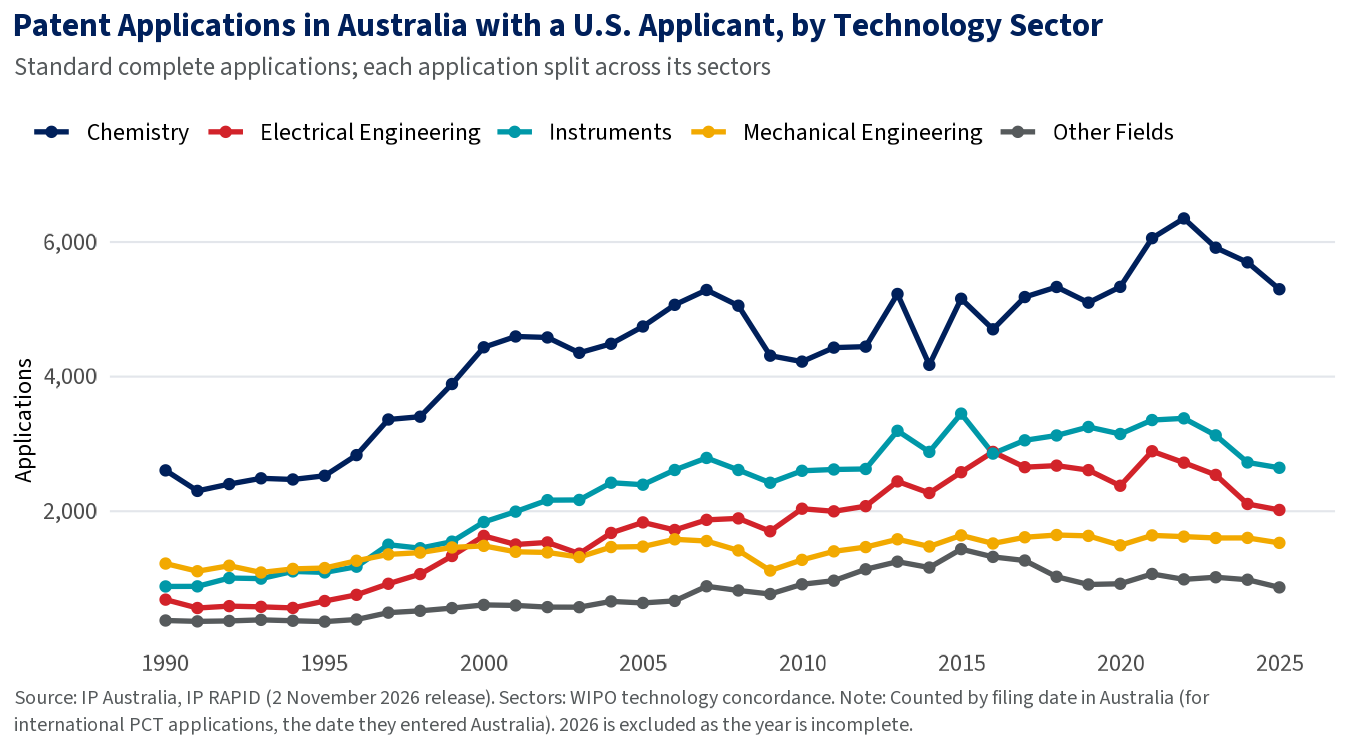 Patent Applications in Australia with a U.S. Applicant, by Technology Sector
Standard complete applications; each application split across its sectors
Chemistry Electrical Engineering Instruments Mechanical Engineering Other Fields
6,000
4,000
2,000
Applications
1990 1995 2000 2005 2010 2015 2020 2025
Source: IP Australia, IP RAPID (2 November 2026 release). Sectors: WIPO technology concordance. Note: Counted by filing date in Australia (for
international PCT applications, the date they entered Australia). 2026 is excluded as the year is incomplete.